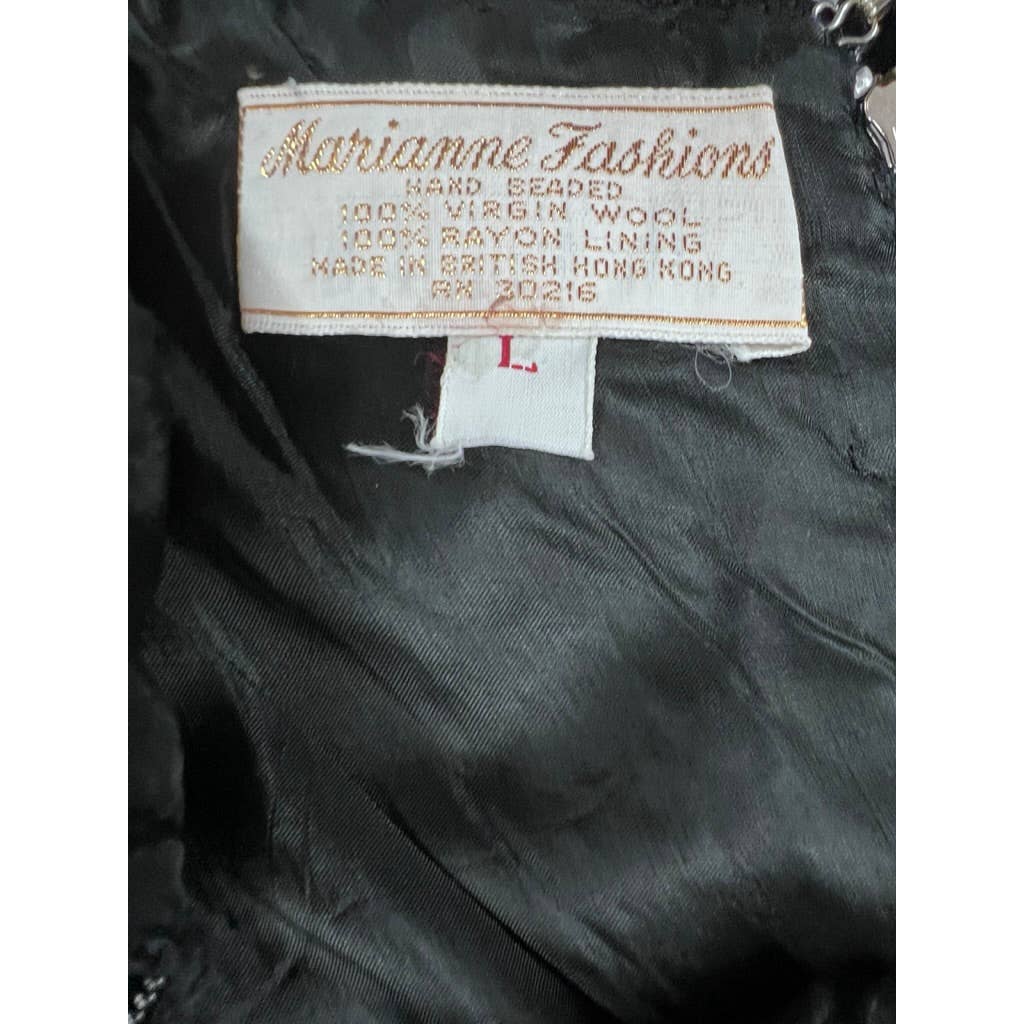 Marianne Fashions
HAND BEADED
100% VIRGIN WOOL
100% RAYON LINING
MADE IN BRITISH HONG KONG
RN 30216
L